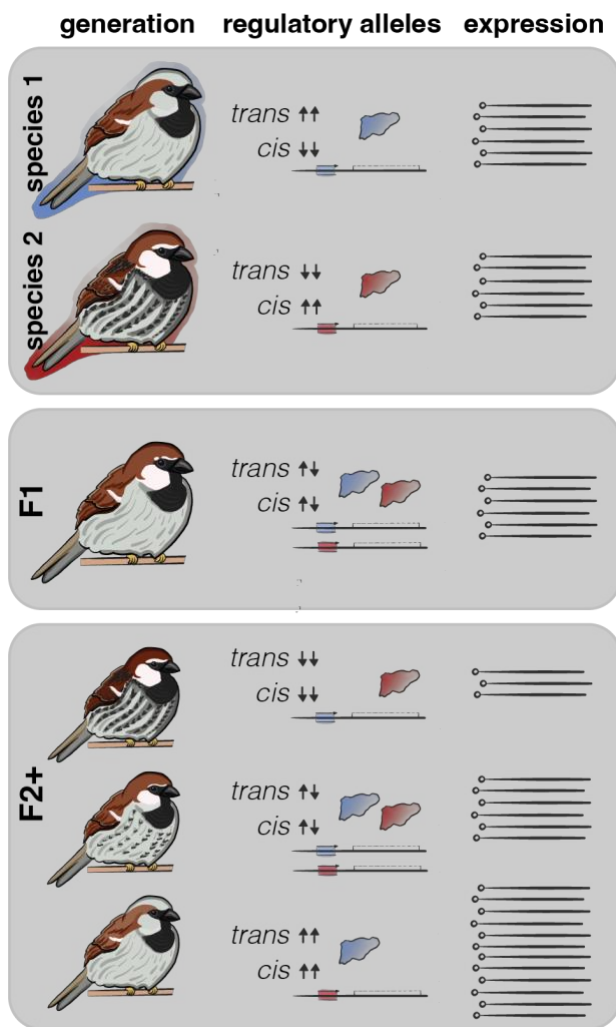 generation regulatory alleles expression
species 1
trans ↑↑
cis ↓↓
species 2
trans ↓↓
cis ↑↑
F1
trans ↑↓
cis ↑↓
F2+
trans ↓↓
cis ↓↓
trans ↑↓
cis ↑↓
trans ↑↑
cis ↑↑